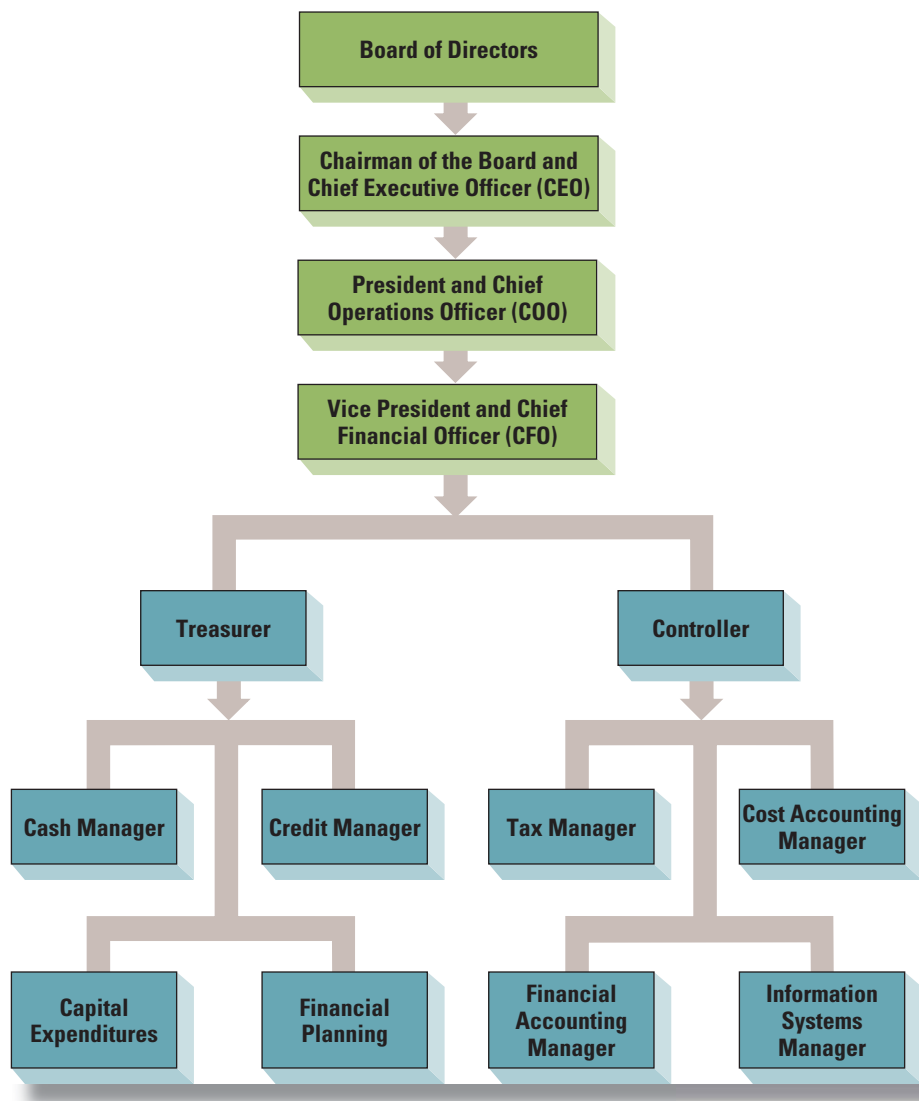 Board of Directors
Chairman of the Board and
Chief Executive Officer (CEO)
President and Chief
Operations Officer (COO)
Vice President and Chief
Financial Officer (CFO)
Treasurer
Controller
Cash Manager
Credit Manager
Tax Manager
Cost Accounting
Manager
Capital
Expenditures
Financial
Planning
Financial
Accounting
Manager
Information
Systems
Manager